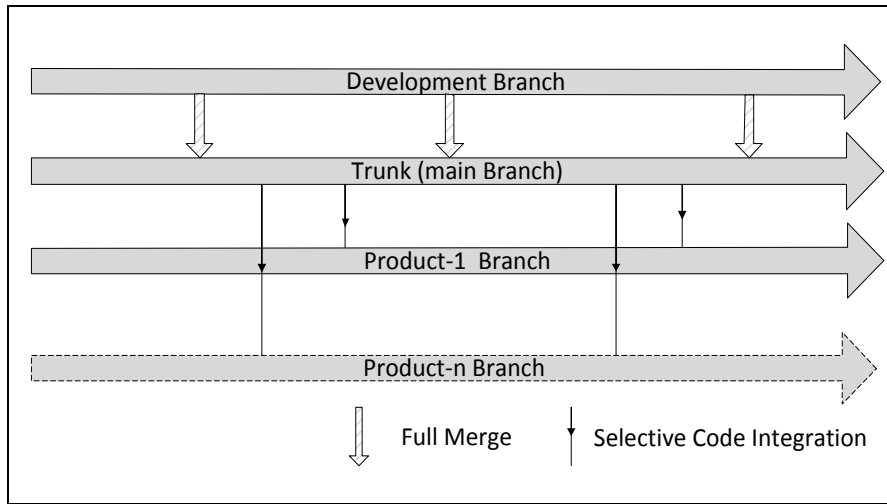 Development Branch
Trunk (main Branch)
Product-1 Branch
Product-n Branch
Full Merge
Selective Code Integration